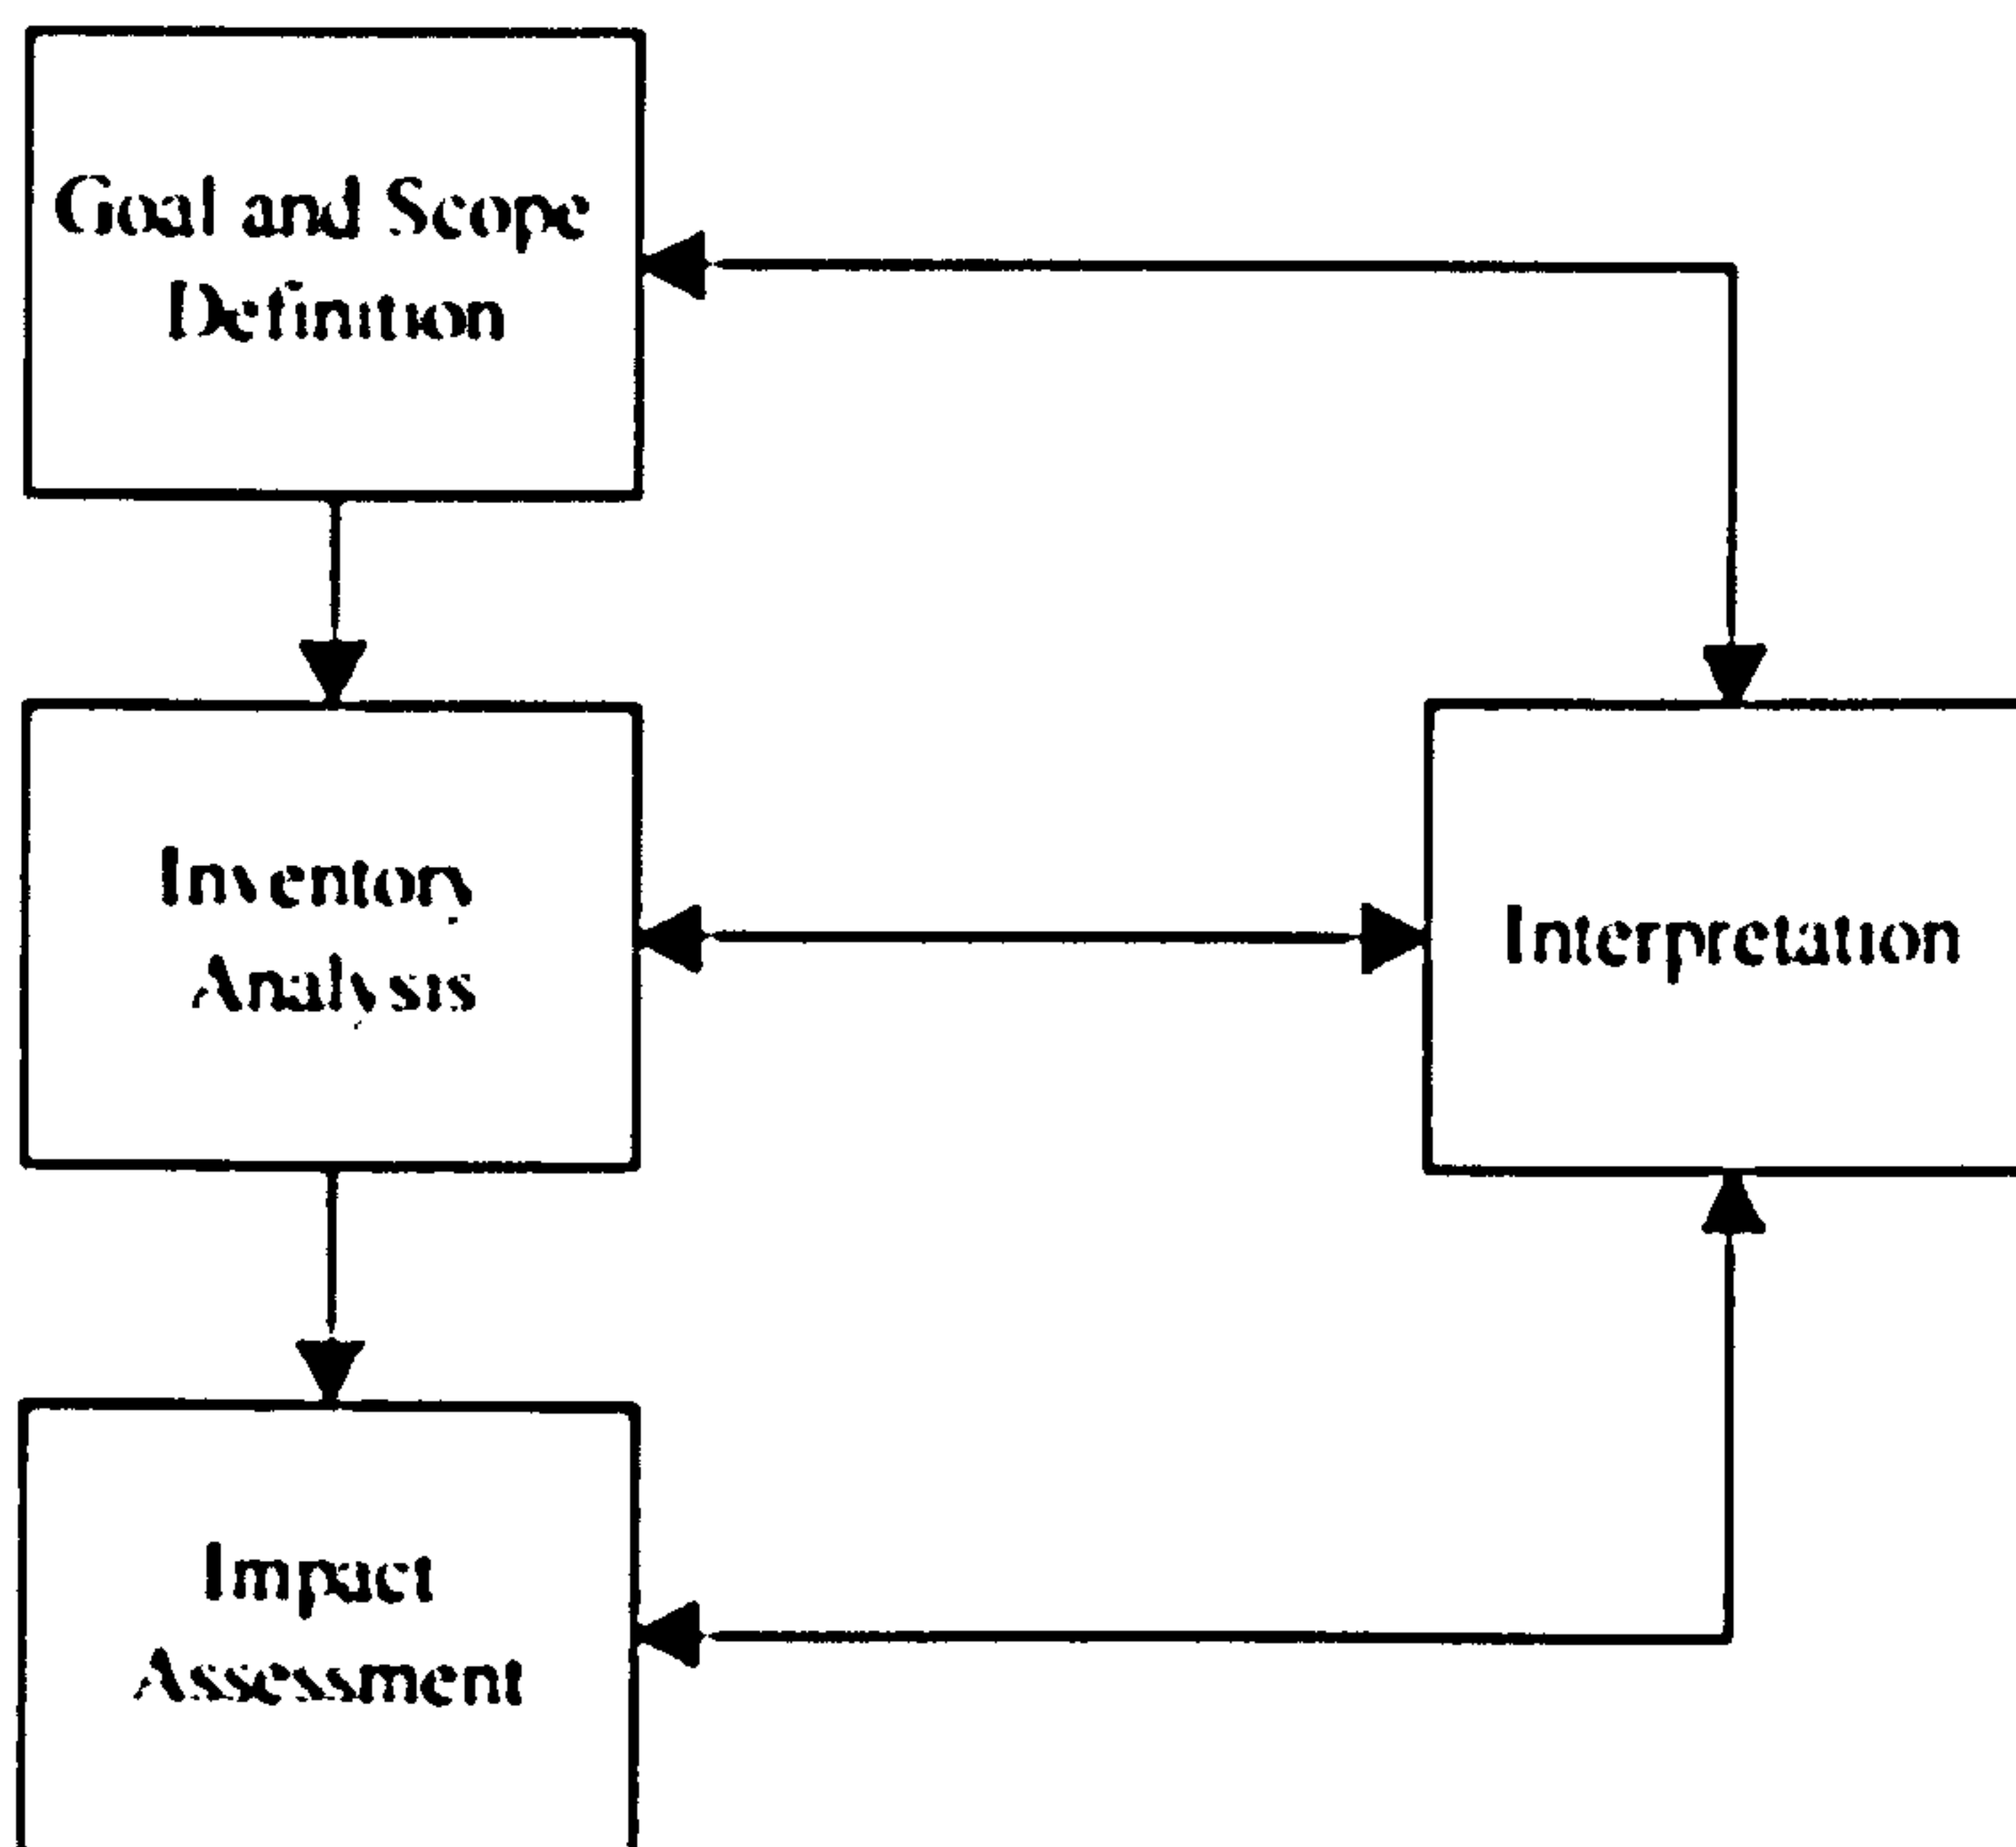 Goal and Scope
Definition
Inventory
Analysis
Interpretation
Impact
Assessment